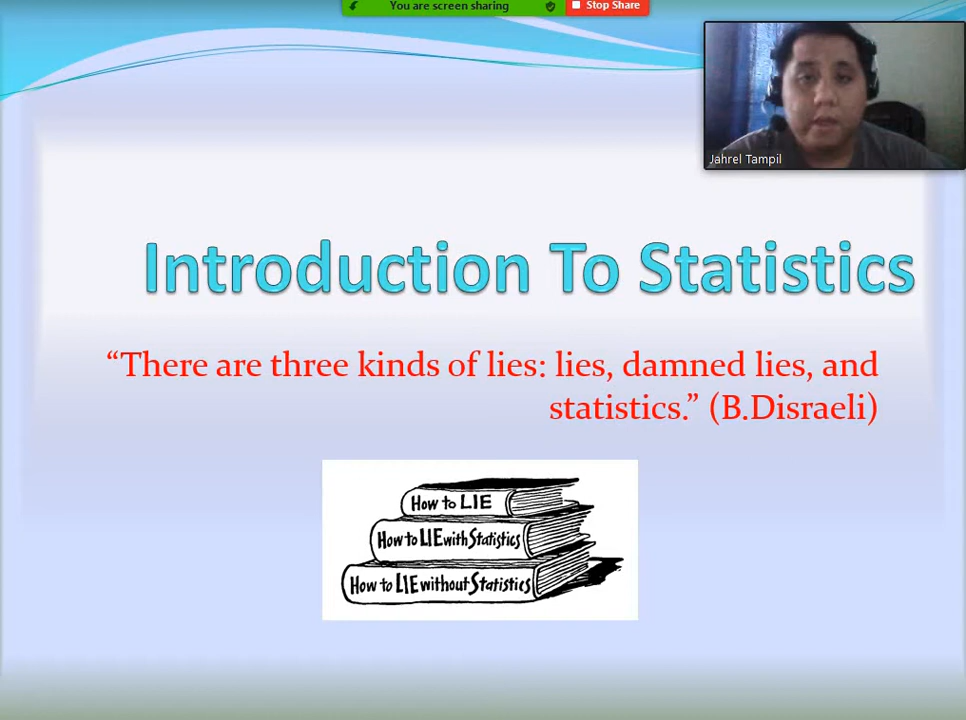 You are screen sharing
Stop Share
Jahrel Tampil
Introduction To Statistics
“There are three kinds of lies: lies, damned lies, and
statistics.” (B.Disraeli)
How to LIE
How to LIE with Statistics
How to LIE without Statistics